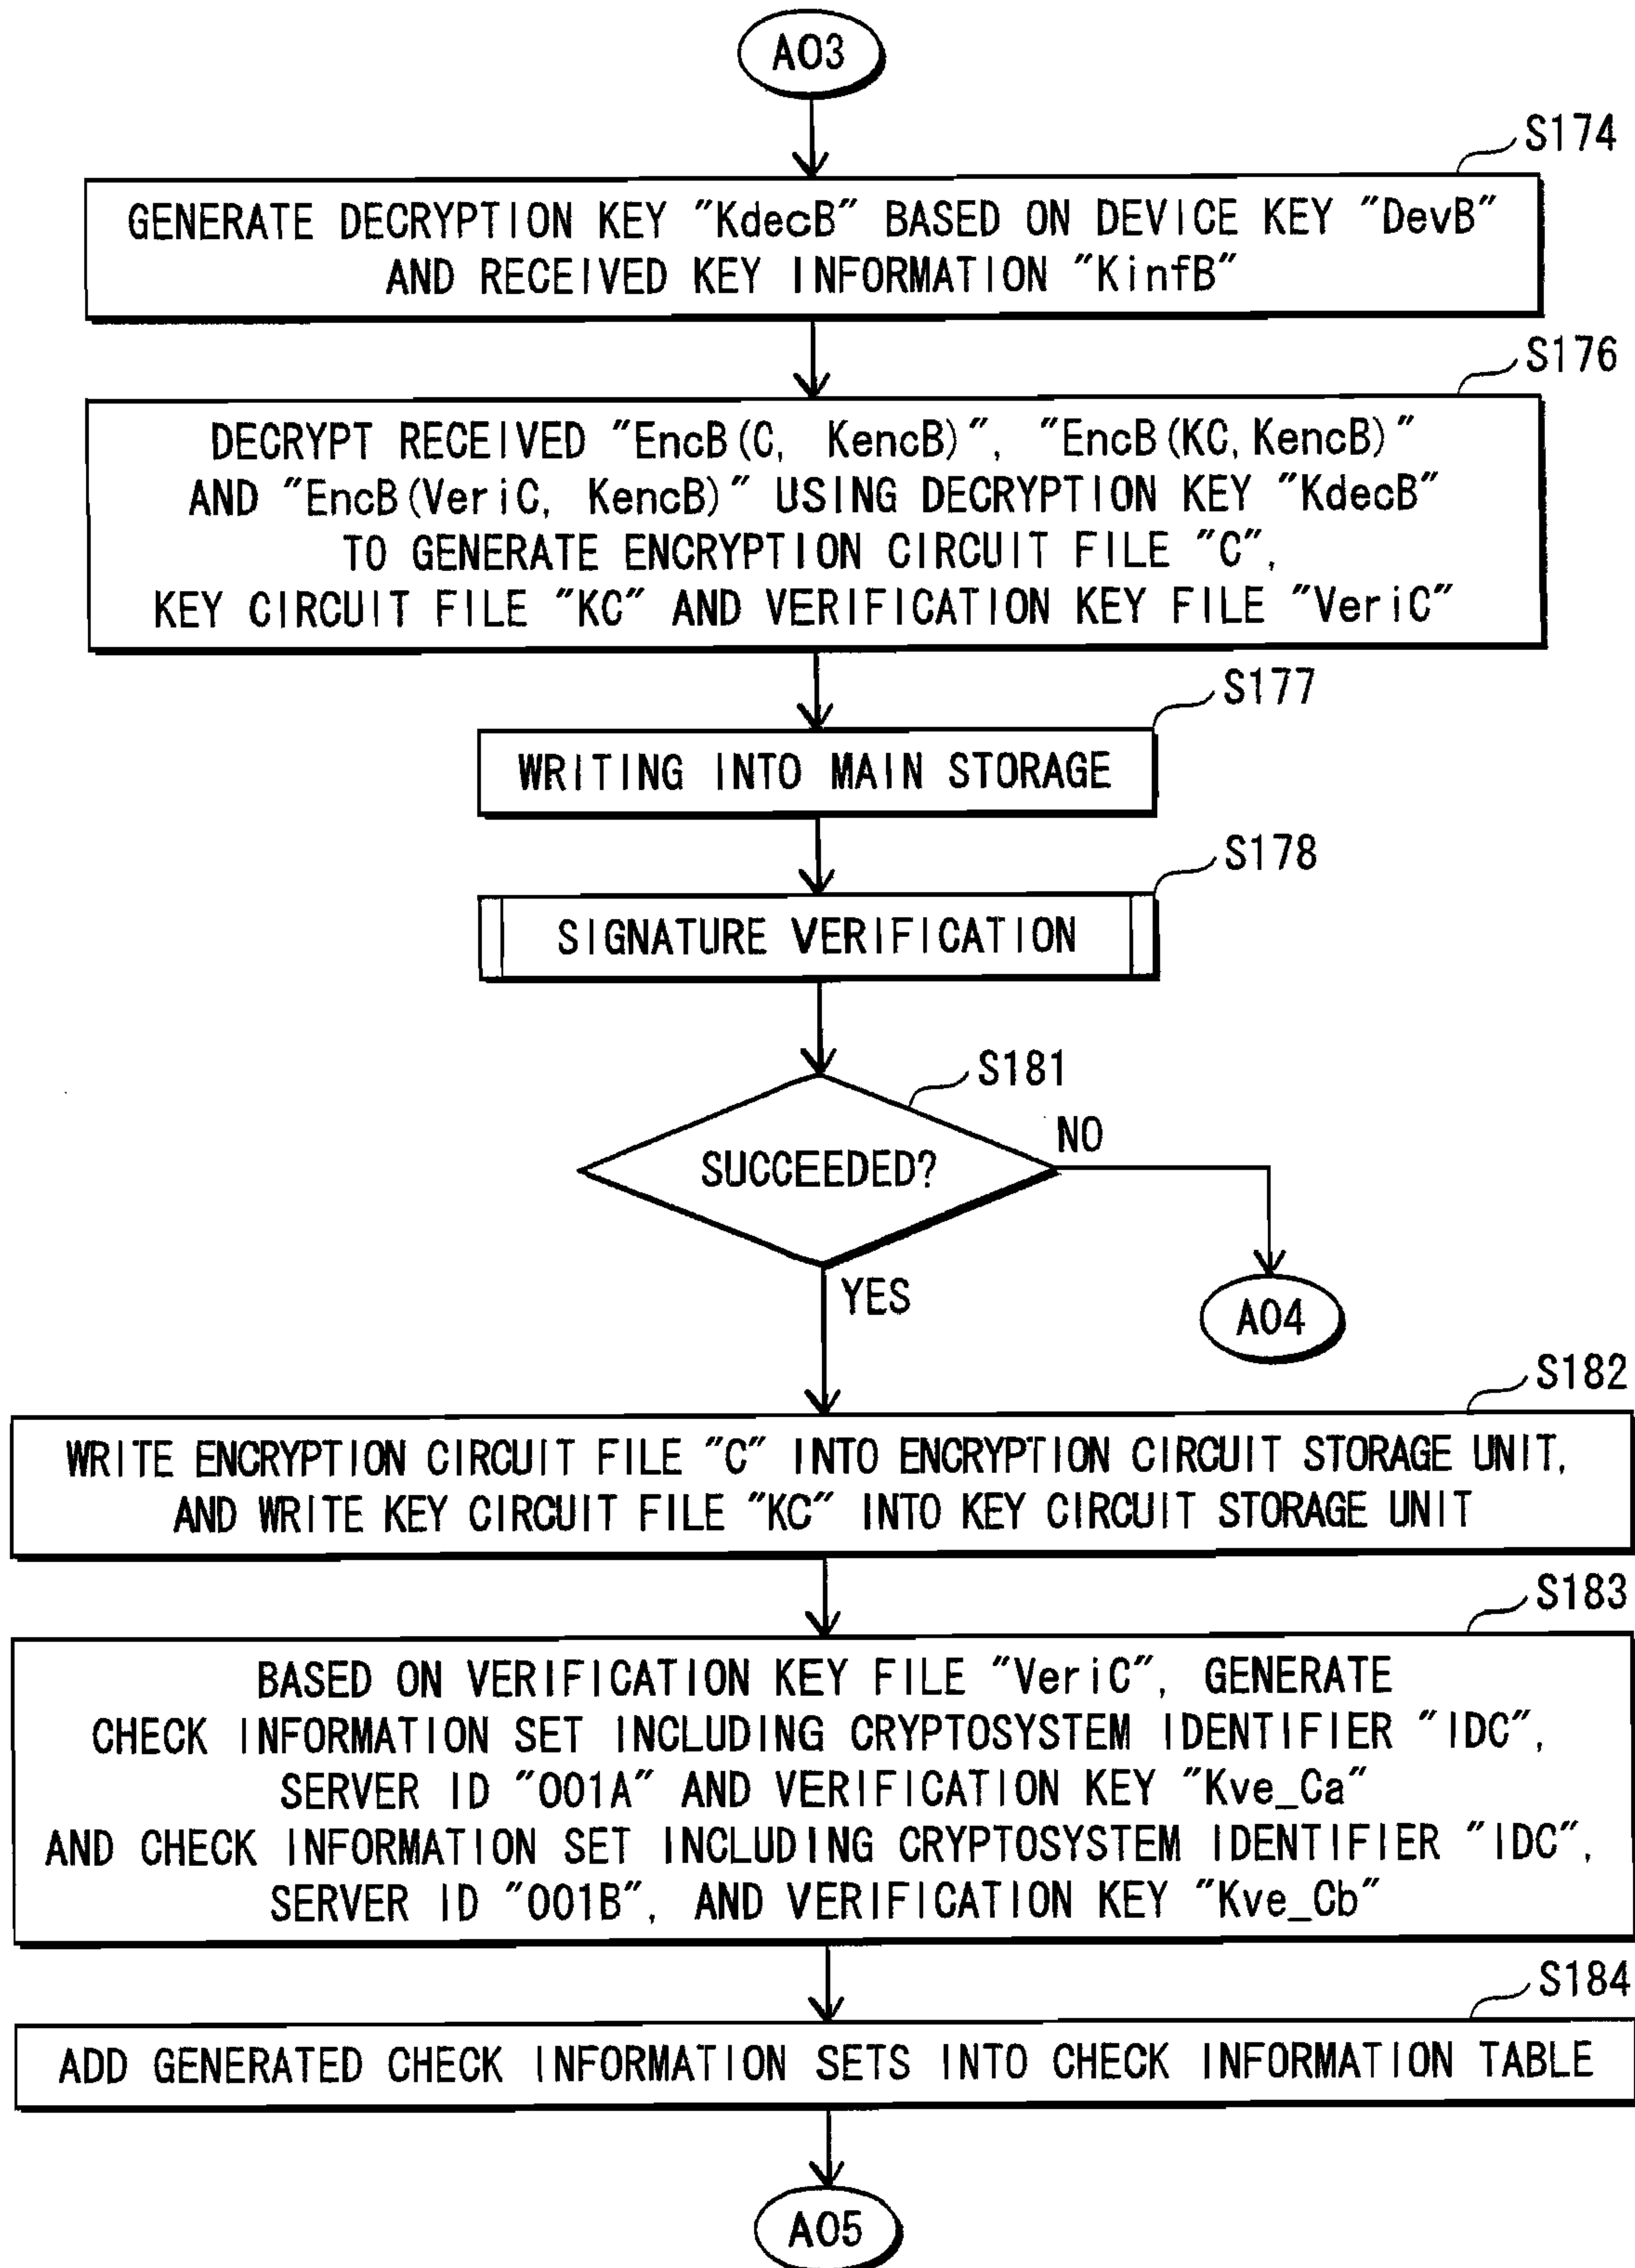 A03
S174
GENERATE DECRYPTION KEY "KdecB" BASED ON DEVICE KEY "DevB"
AND RECEIVED KEY INFORMATION "KinfB"
S176
DECRYPT RECEIVED "EncB(C, KencB)", "EncB(KC,KencB)"
AND "EncB(VeriC, KencB)" USING DECRYPTION KEY "KdecB"
TO GENERATE ENCRYPTION CIRCUIT FILE "C",
KEY CIRCUIT FILE "KC" AND VERIFICATION KEY FILE "VeriC"
S177
WRITING INTO MAIN STORAGE
S178
SIGNATURE VERIFICATION
S181
SUCCEEDED?
NO
YES
A04
S182
WRITE ENCRYPTION CIRCUIT FILE "C" INTO ENCRYPTION CIRCUIT STORAGE UNIT,
AND WRITE KEY CIRCUIT FILE "KC" INTO KEY CIRCUIT STORAGE UNIT
S183
BASED ON VERIFICATION KEY FILE "VeriC", GENERATE
CHECK INFORMATION SET INCLUDING CRYPTOSYSTEM IDENTIFIER "IDC",
SERVER ID "001A" AND VERIFICATION KEY "Kve_Ca"
AND CHECK INFORMATION SET INCLUDING CRYPTOSYSTEM IDENTIFIER "IDC",
SERVER ID "001B", AND VERIFICATION KEY "Kve_Cb"
S184
ADD GENERATED CHECK INFORMATION SETS INTO CHECK INFORMATION TABLE
A05